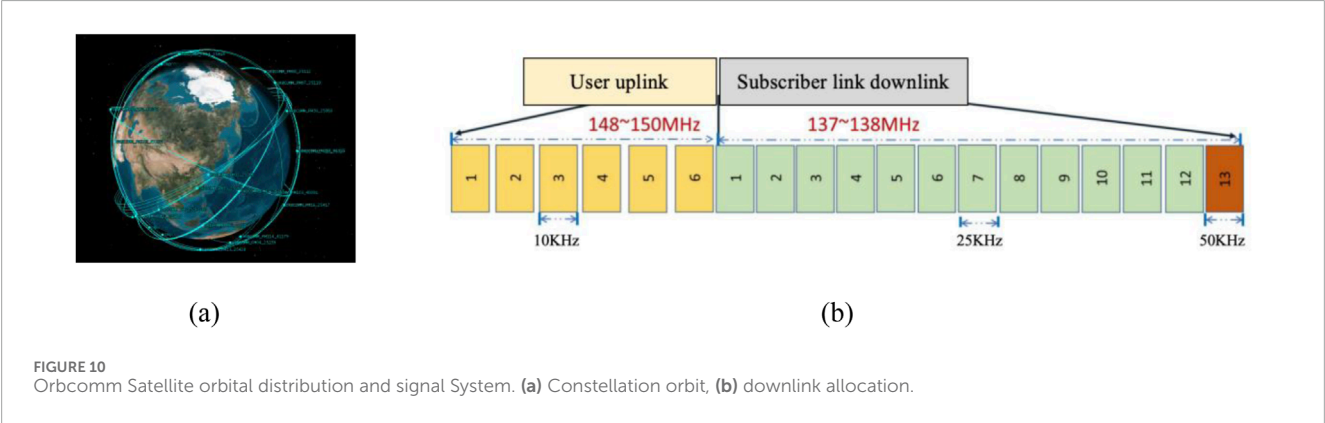 User uplink
Subscriber link downlink
148~150MHz
137~138MHz
1 2 3 4 5 6 1 2 3 4 5 6 7 8 9 10 11 12 13
10KHz
25KHz
50KHz
(a)
(b)
FIGURE 10
Orbcomm Satellite orbital distribution and signal System. (a) Constellation orbit, (b) downlink allocation.